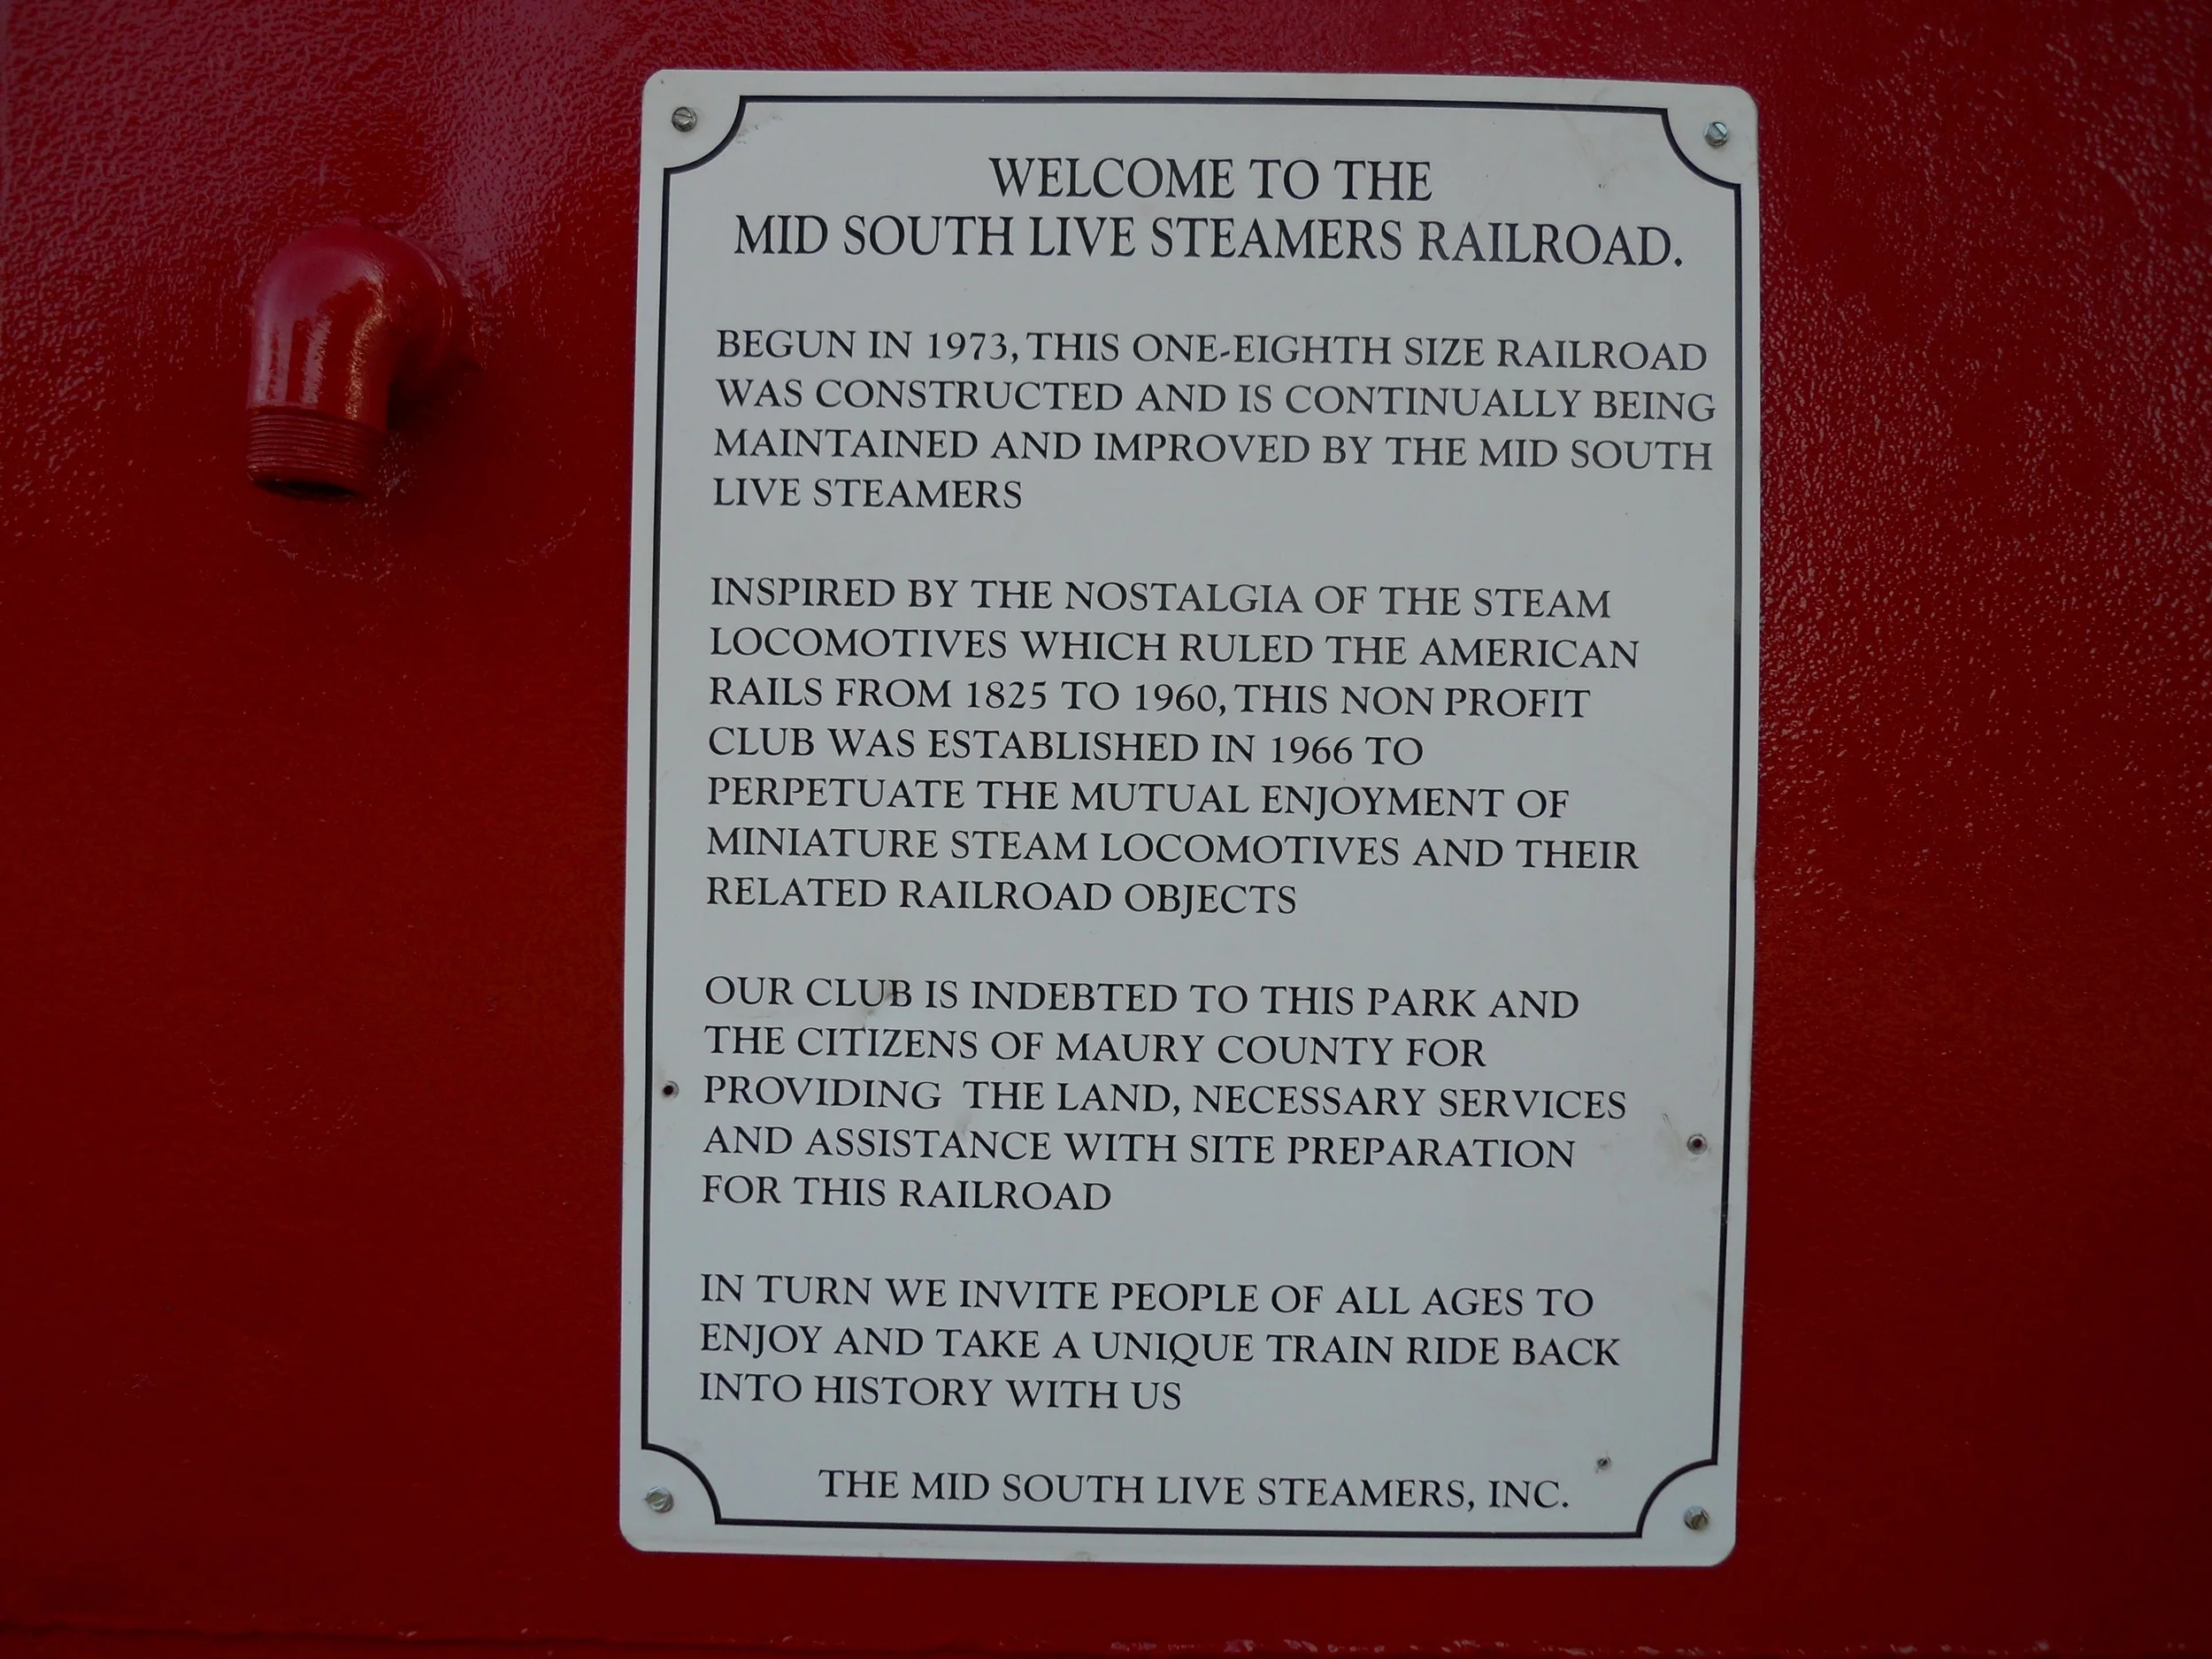 WELCOME TO THE
MID SOUTH LIVE STEAMERS RAILROAD.
BEGUN IN 1973, THIS ONE-EIGHTH SIZE RAILROAD
WAS CONSTRUCTED AND IS CONTINUALLY BEING
MAINTAINED AND IMPROVED BY THE MID SOUTH
LIVE STEAMERS
INSPIRED BY THE NOSTALGIA OF THE STEAM
LOCOMOTIVES WHICH RULED THE AMERICAN
RAILS FROM 1825 TO 1960, THIS NON PROFIT
CLUB WAS ESTABLISHED IN 1966 TO
PERPETUATE THE MUTUAL ENJOYMENT OF
MINIATURE STEAM LOCOMOTIVES AND THEIR
RELATED RAILROAD OBJECTS
OUR CLUB IS INDEBTED TO THIS PARK AND
THE CITIZENS OF MAURY COUNTY FOR
PROVIDING THE LAND, NECESSARY SERVICES
AND ASSISTANCE WITH SITE PREPARATION
FOR THIS RAILROAD
IN TURN WE INVITE PEOPLE OF ALL AGES TO
ENJOY AND TAKE A UNIQUE TRAIN RIDE BACK
INTO HISTORY WITH US
THE MID SOUTH LIVE STEAMERS, INC.